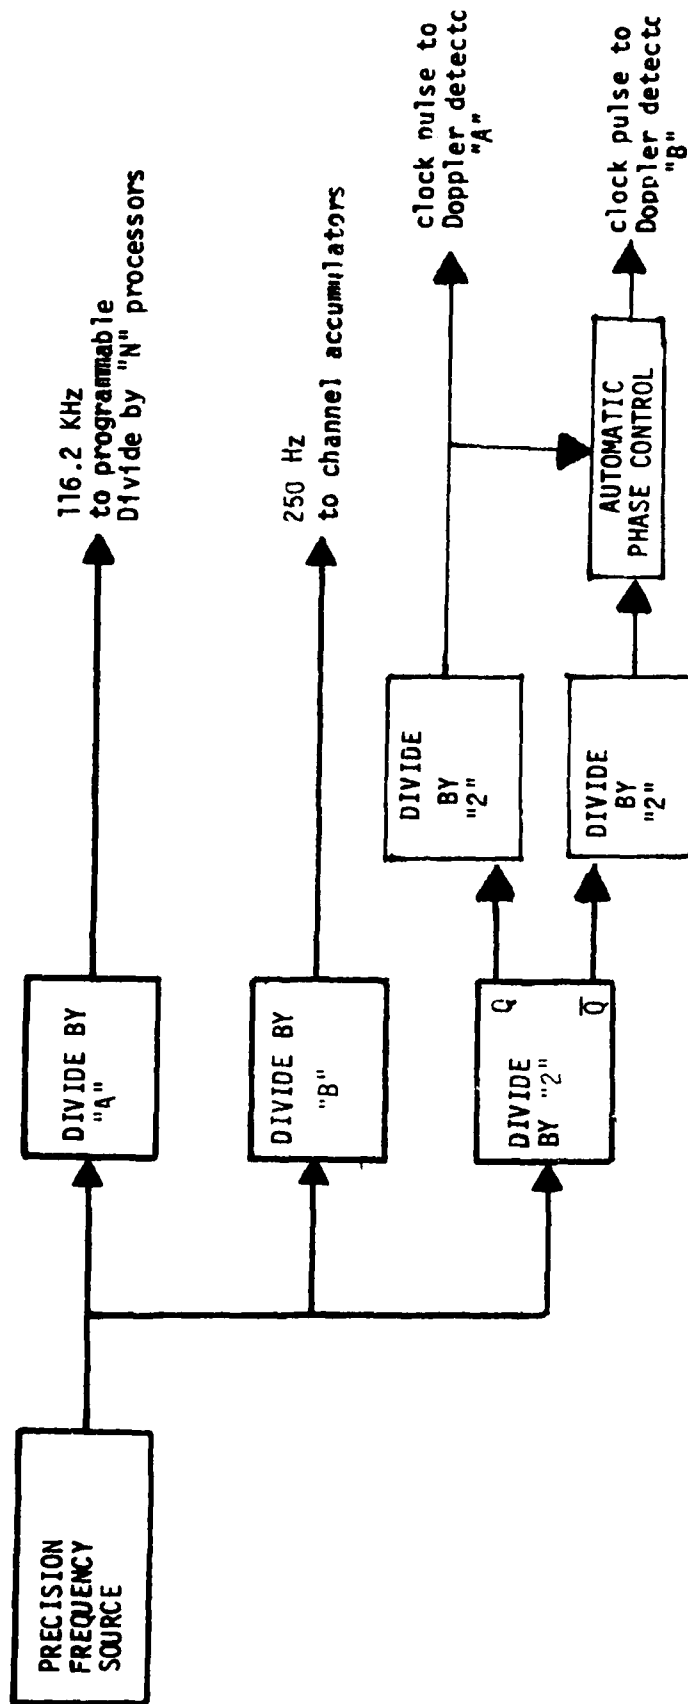 PRECISION
FREQUENCY
SOURCE
DIVIDE BY
"A"
116.2 KHz
to programmable
Divide by "N" processors
DIVIDE BY
"B"
250 Hz
to channel accumulators
DIVIDE
BY "2"
Q
Q̅
DIVIDE
BY
"2"
clock pulse to
Doppler detectc
"A"
DIVIDE
BY
"2"
AUTOMATIC
PHASE CONTROL
clock pulse to
Doppler detectc
"B"